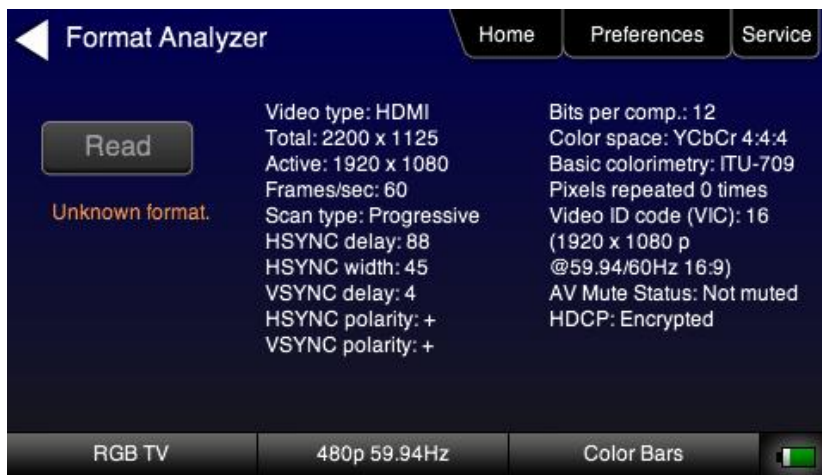 Format Analyzer
Home
Preferences
Service
Read
Unknown format.
Video type: HDMI
Total: 2200 x 1125
Active: 1920 x 1080
Frames/sec: 60
Scan type: Progressive
HSYNC delay: 88
HSYNC width: 45
VSYNC delay: 4
HSYNC polarity: +
VSYNC polarity: +
Bits per comp.: 12
Color space: YCbCr 4:4:4
Basic colorimetry: ITU-709
Pixels repeated 0 times
Video ID code (VIC): 16
(1920 x 1080 p
@59.94/60Hz 16:9)
AV Mute Status: Not muted
HDCP: Encrypted
RGB TV
480p 59.94Hz
Color Bars